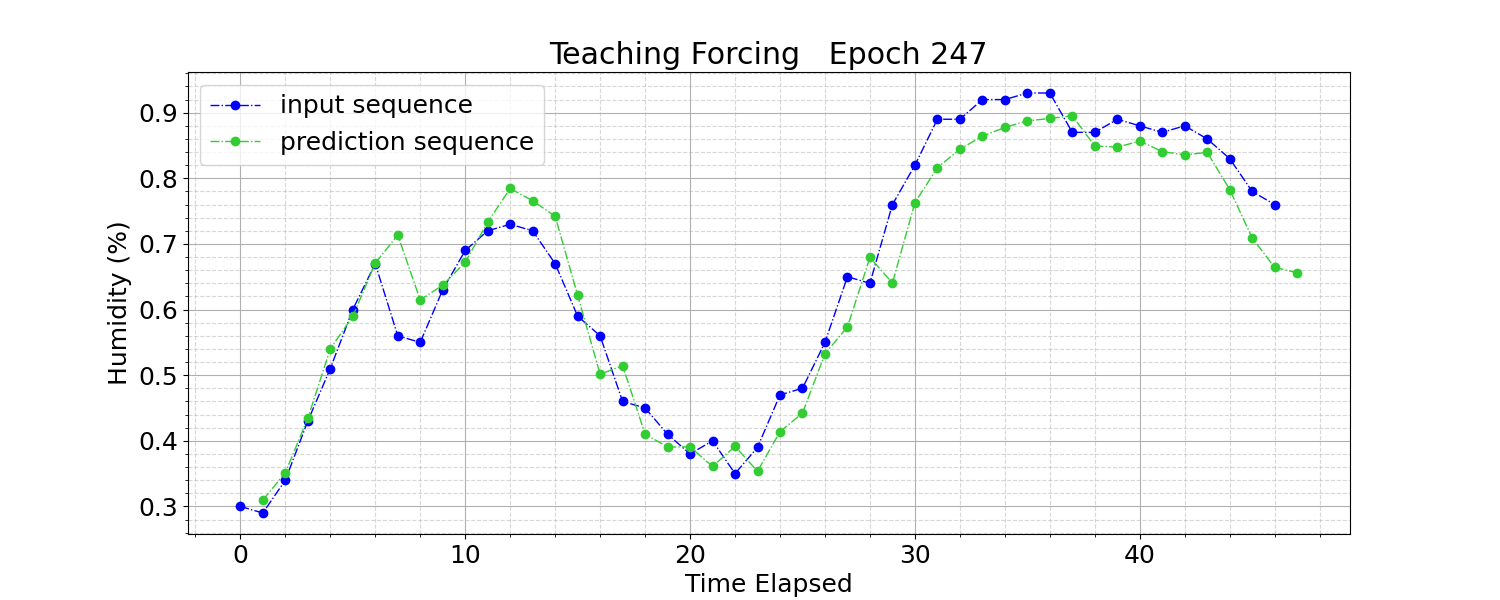 Teaching Forcing   Epoch 247
input sequence
prediction sequence
Humidity (%)
0.9
0.8
0.7
0.6
0.5
0.4
0.3
0 10 20 30 40
Time Elapsed